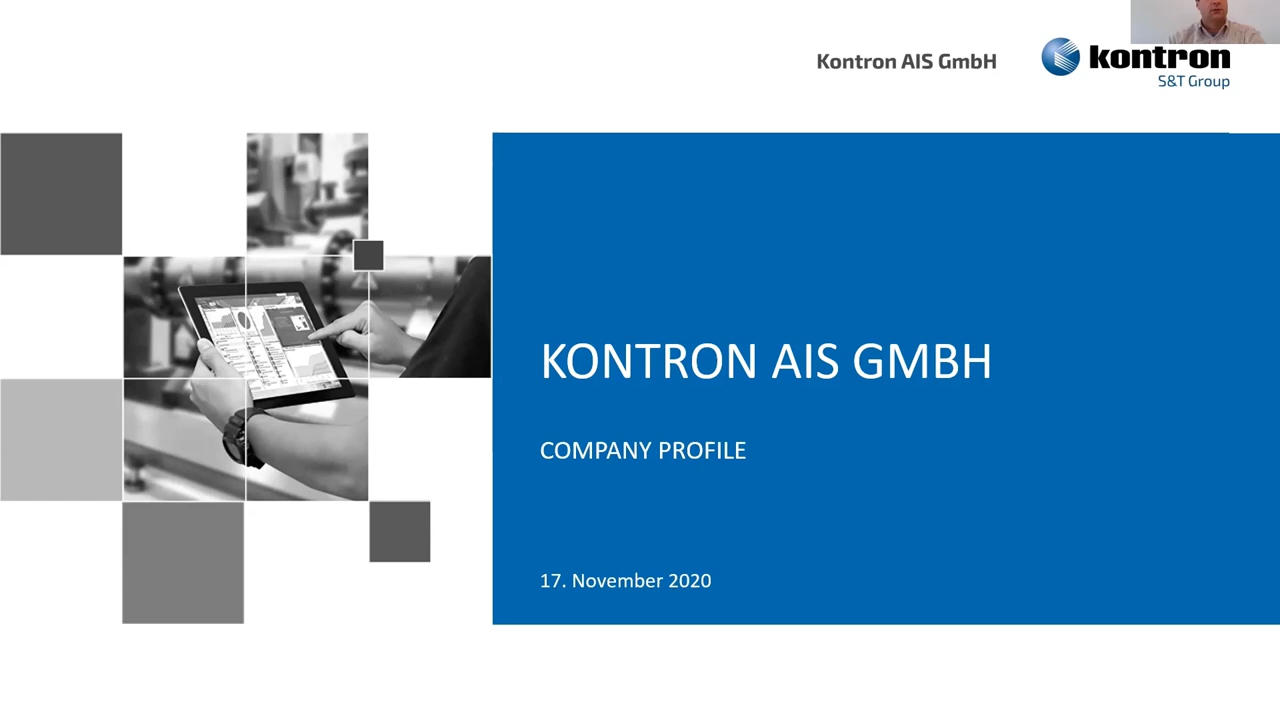 Kontron AIS GmbH
kontron
S&T Group
KONTRON AIS GMBH
COMPANY PROFILE
17. November 2020